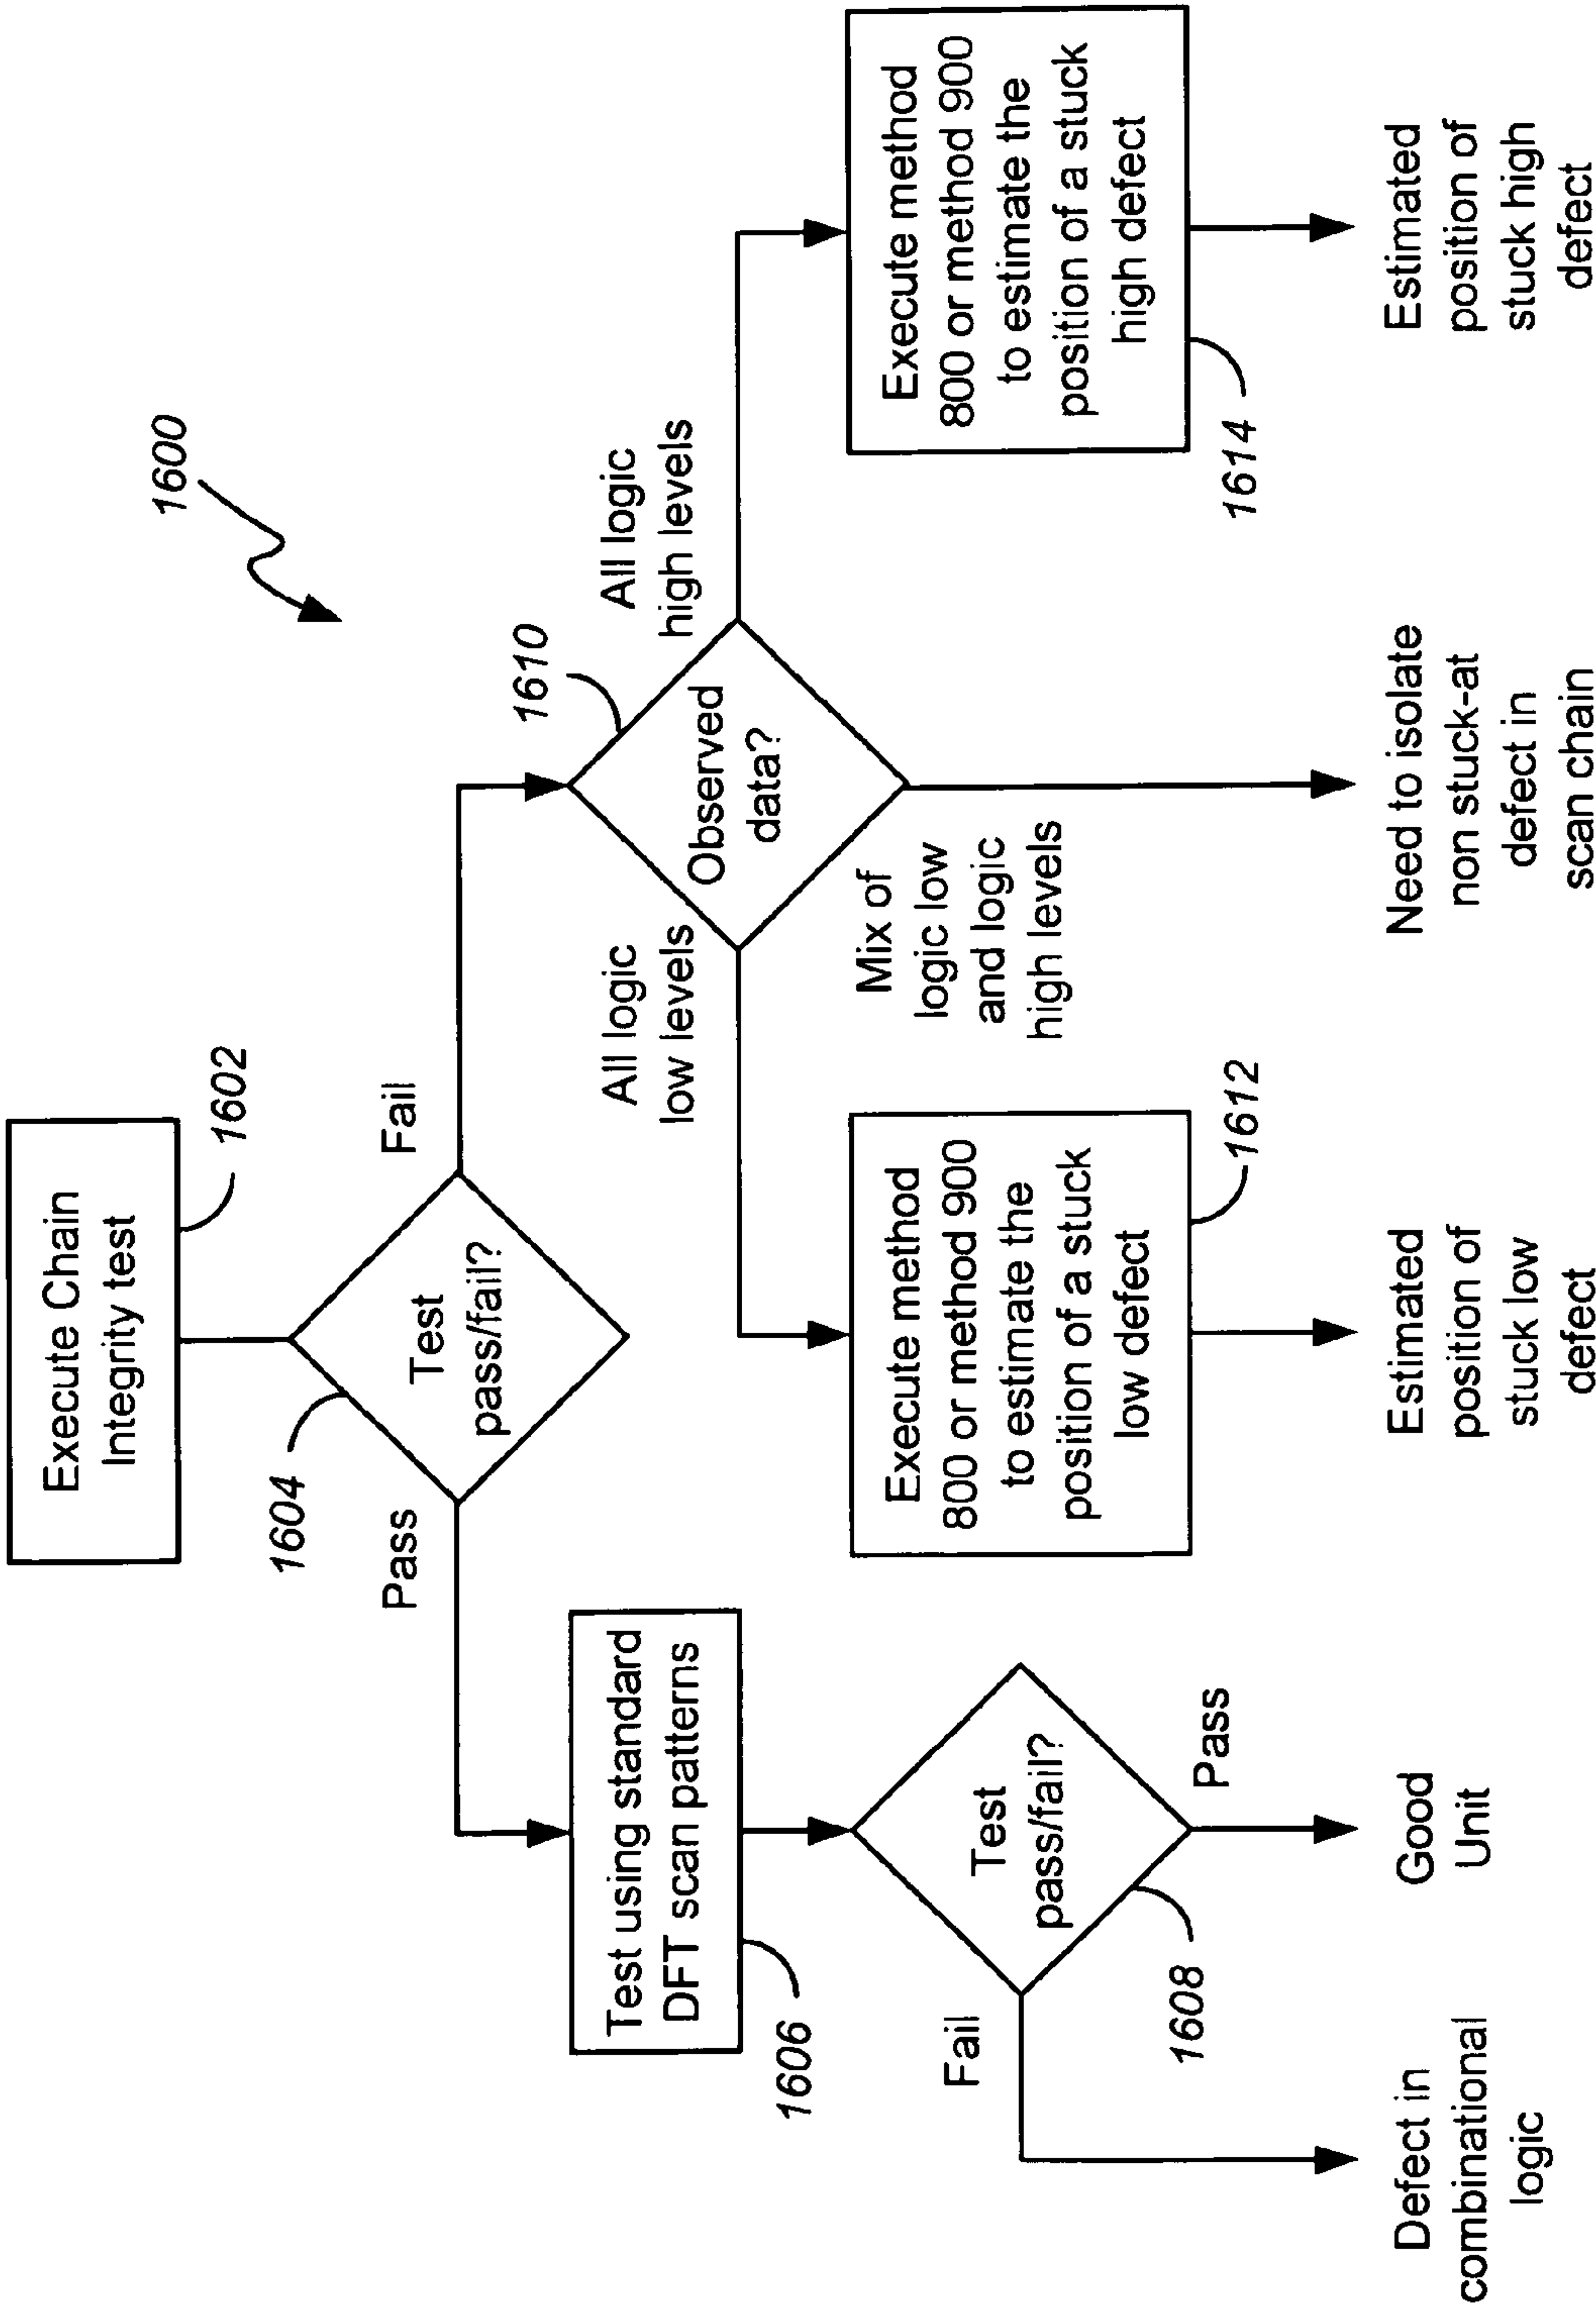 1600
Execute Chain
Integrity test
1602
1604
Test
pass/fail?
Pass
Fail
Test using standard
DFT scan patterns
1606
1610
Observed
data?
All logic
low levels
All logic
high levels
Mix of
logic low
and logic
high levels
Test
pass/fail?
1608
Fail
Pass
Execute method
800 or method 900
to estimate the
position of a stuck
low defect
1612
Execute method
800 or method 900
to estimate the
position of a stuck
high defect
1614
Defect in
combinational
logic
Good
Unit
Estimated
position of
stuck low
defect
Need to isolate
non stuck-at
defect in
scan chain
Estimated
position of
stuck high
defect